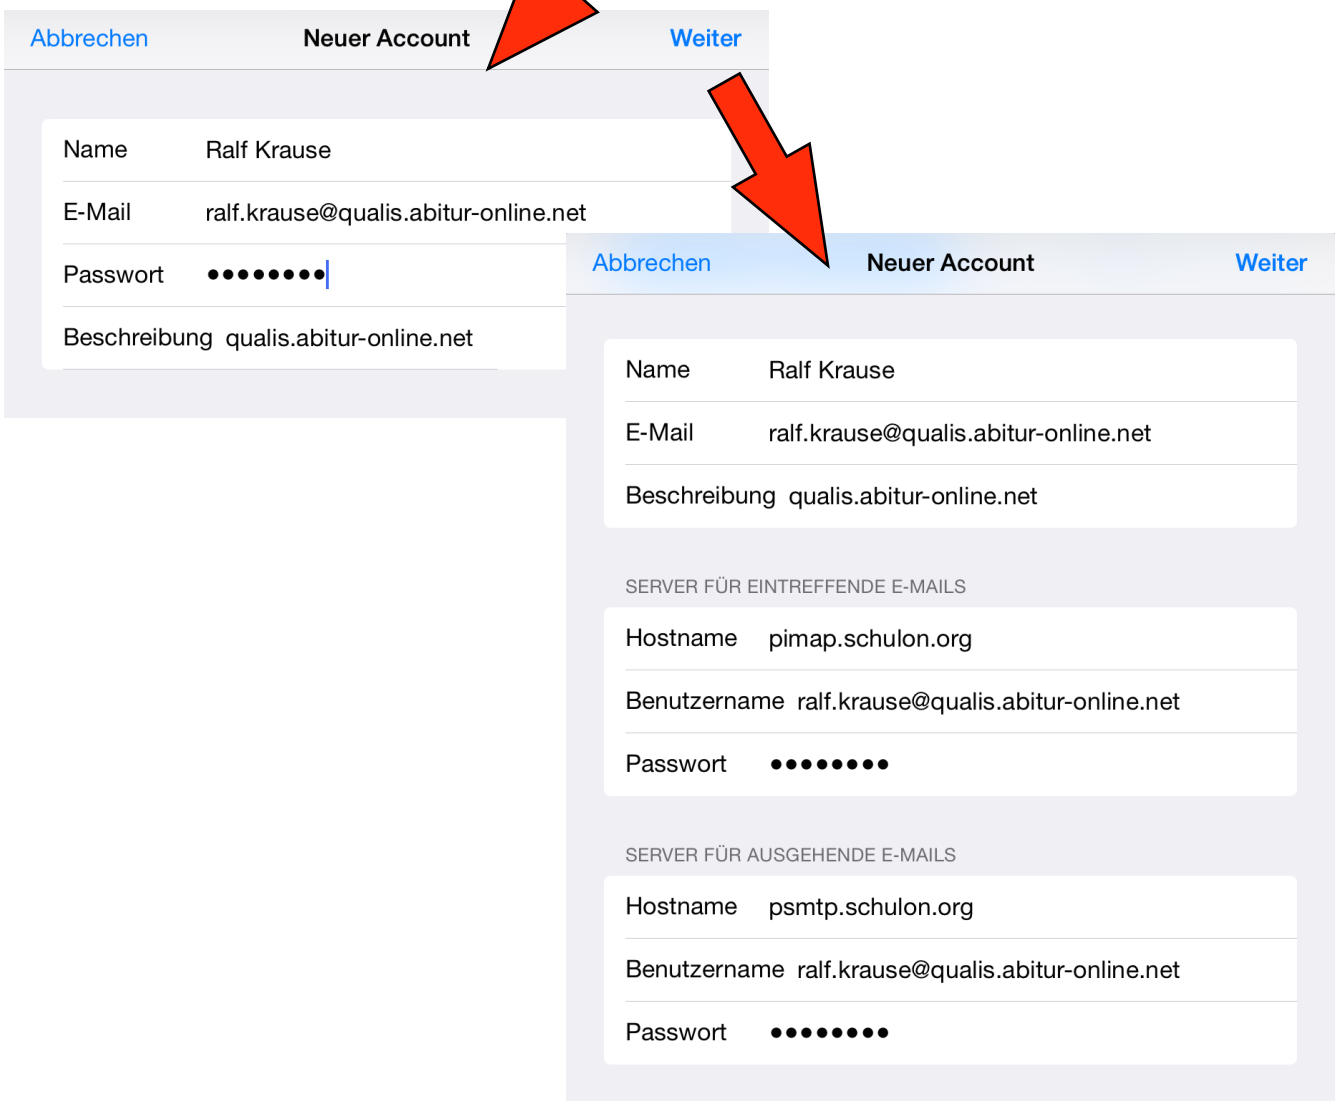 Abbrechen Neuer Account Weiter
Name Ralf Krause
E-Mail ralf.krause@qualis.abitur-online.net
Passwort ●●●●●●●●
Beschreibung qualis.abitur-online.net
Abbrechen Neuer Account Weiter
Name Ralf Krause
E-Mail ralf.krause@qualis.abitur-online.net
Beschreibung qualis.abitur-online.net
SERVER FÜR EINTREFFENDE E-MAILS
Hostname pimap.schulon.org
Benutzername ralf.krause@qualis.abitur-online.net
Passwort ●●●●●●●●
SERVER FÜR AUSGEHENDE E-MAILS
Hostname psmtp.schulon.org
Benutzername ralf.krause@qualis.abitur-online.net
Passwort ●●●●●●●●